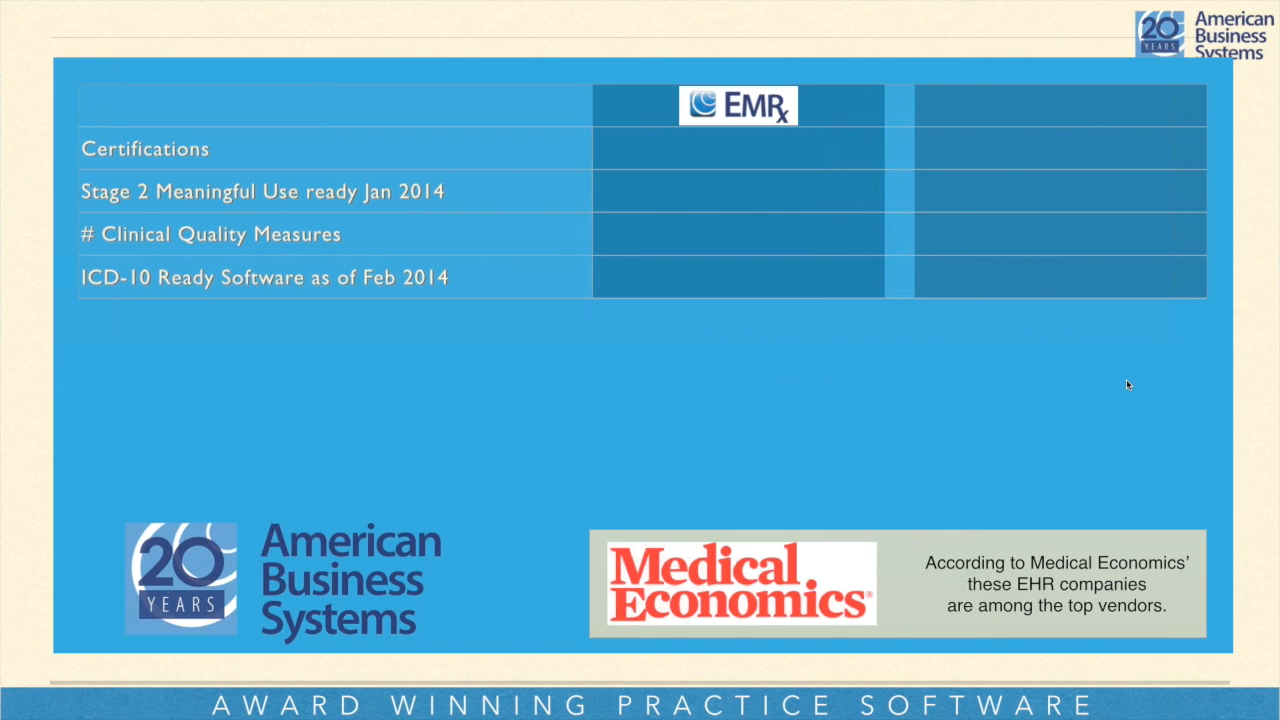 20
YEARS
American
Business
Systems
EMRx
Certifications
Stage 2 Meaningful Use ready Jan 2014
# Clinical Quality Measures
ICD-10 Ready Software as of Feb 2014
20
YEARS
American
Business
Systems
Medical
Economics®
According to Medical Economics’
these EHR companies
are among the top vendors.
AWARD WINNING PRACTICE SOFTWARE